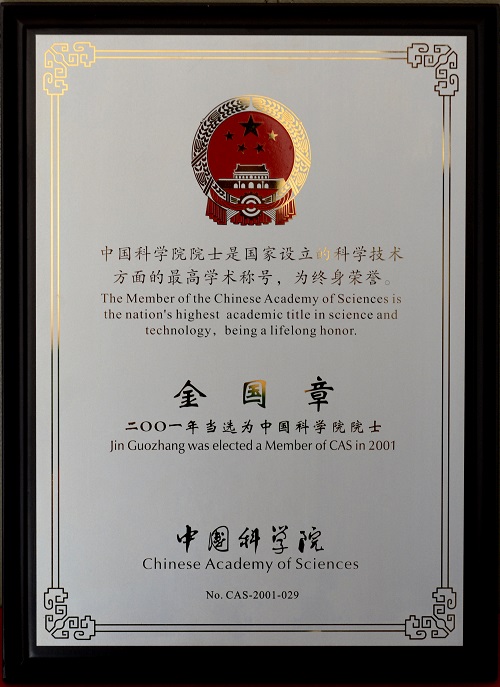 中国科学院院士是国家设立的科学技术
方面的最高学术称号，为终身荣誉。
The Member of the Chinese Academy of Sciences is
the nation's highest academic title in science and
technology, being a lifelong honor.
金国章
二〇〇一年当选为中国科学院院士
Jin Guozhang was elected a Member of CAS in 2001
中国科学院
Chinese Academy of Sciences
No. CAS-2001-029